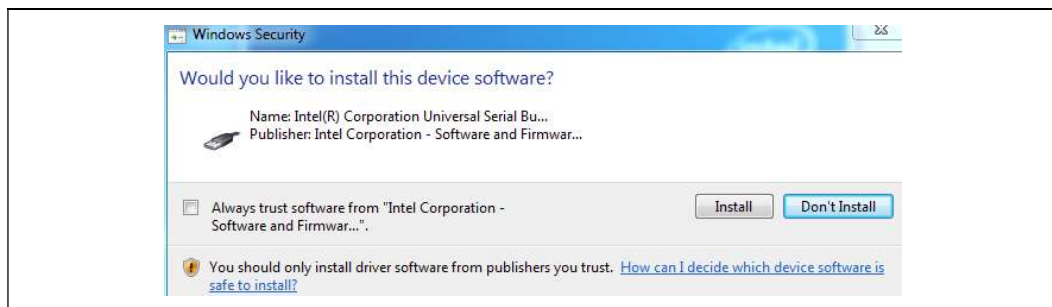 Windows Security
Would you like to install this device software?
Name: Intel(R) Corporation Universal Serial Bu...
Publisher: Intel Corporation - Software and Firmwar...
Always trust software from "Intel Corporation -
Software and Firmwar...".
Install
Don't Install
You should only install driver software from publishers you trust. How can I decide which device software is
safe to install?